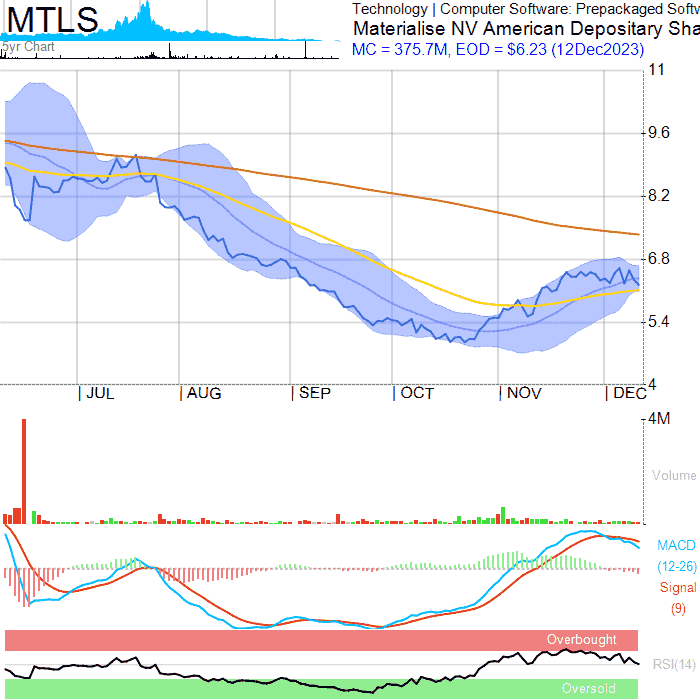 MTLS
5yr Chart
Technology | Computer Software: Prepackaged Softw
Materialise NV American Depositary Sha
MC = 375.7M, EOD = $6.23 (12Dec2023)
11
9.6
8.2
6.8
5.4
4
| JUL | AUG | SEP | OCT | NOV | DEC
4M
Volume
MACD
(12-26)
Signal
(9)
Overbought
RSI(14)
Oversold